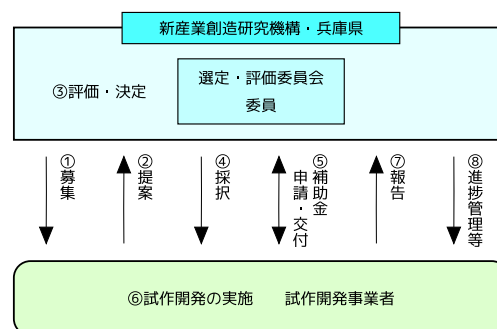 新産業創造研究機構・兵庫県
選定・評価委員会
委員
③評価・決定
①募集
②提案
④採択
⑤補助金
申請・交付
⑦報告
⑧進捗管理等
⑥試作開発の実施　試作開発事業者